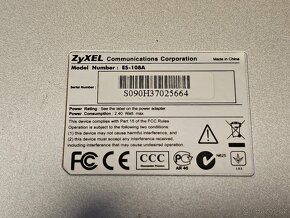 ZyXEL Communications Corporation
Model Number : ES-108A
Made in China
Serial Number :
S090H37025664
Power Rating : See the label on the power adapter.
Power Consumption : 2.40 Watt max
This device complies with Part 15 of the FCC Rules
Operation is subject to the following two conditions:
(1) this device may not cause harmful interference, and
(2) this device must accept any interference received,
including interference that may cause undesired
operation.
FC CE CCC N623
АЯ 46